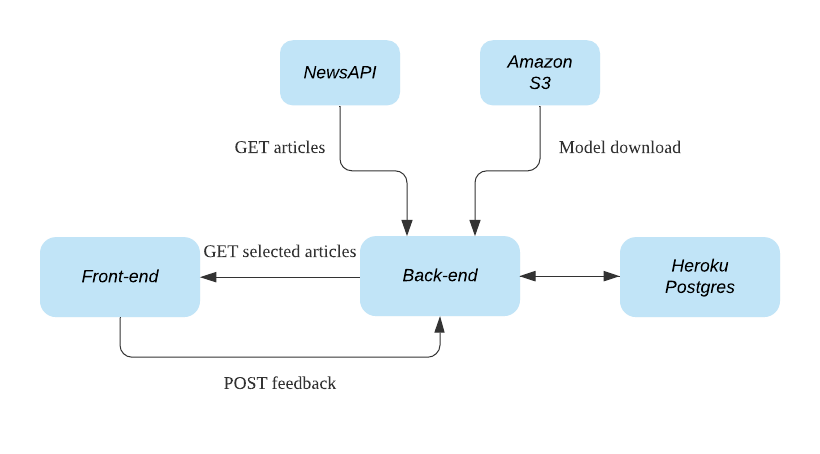 NewsAPI
Amazon
S3
GET articles
Model download
GET selected articles
Front-end
Back-end
Heroku
Postgres
POST feedback